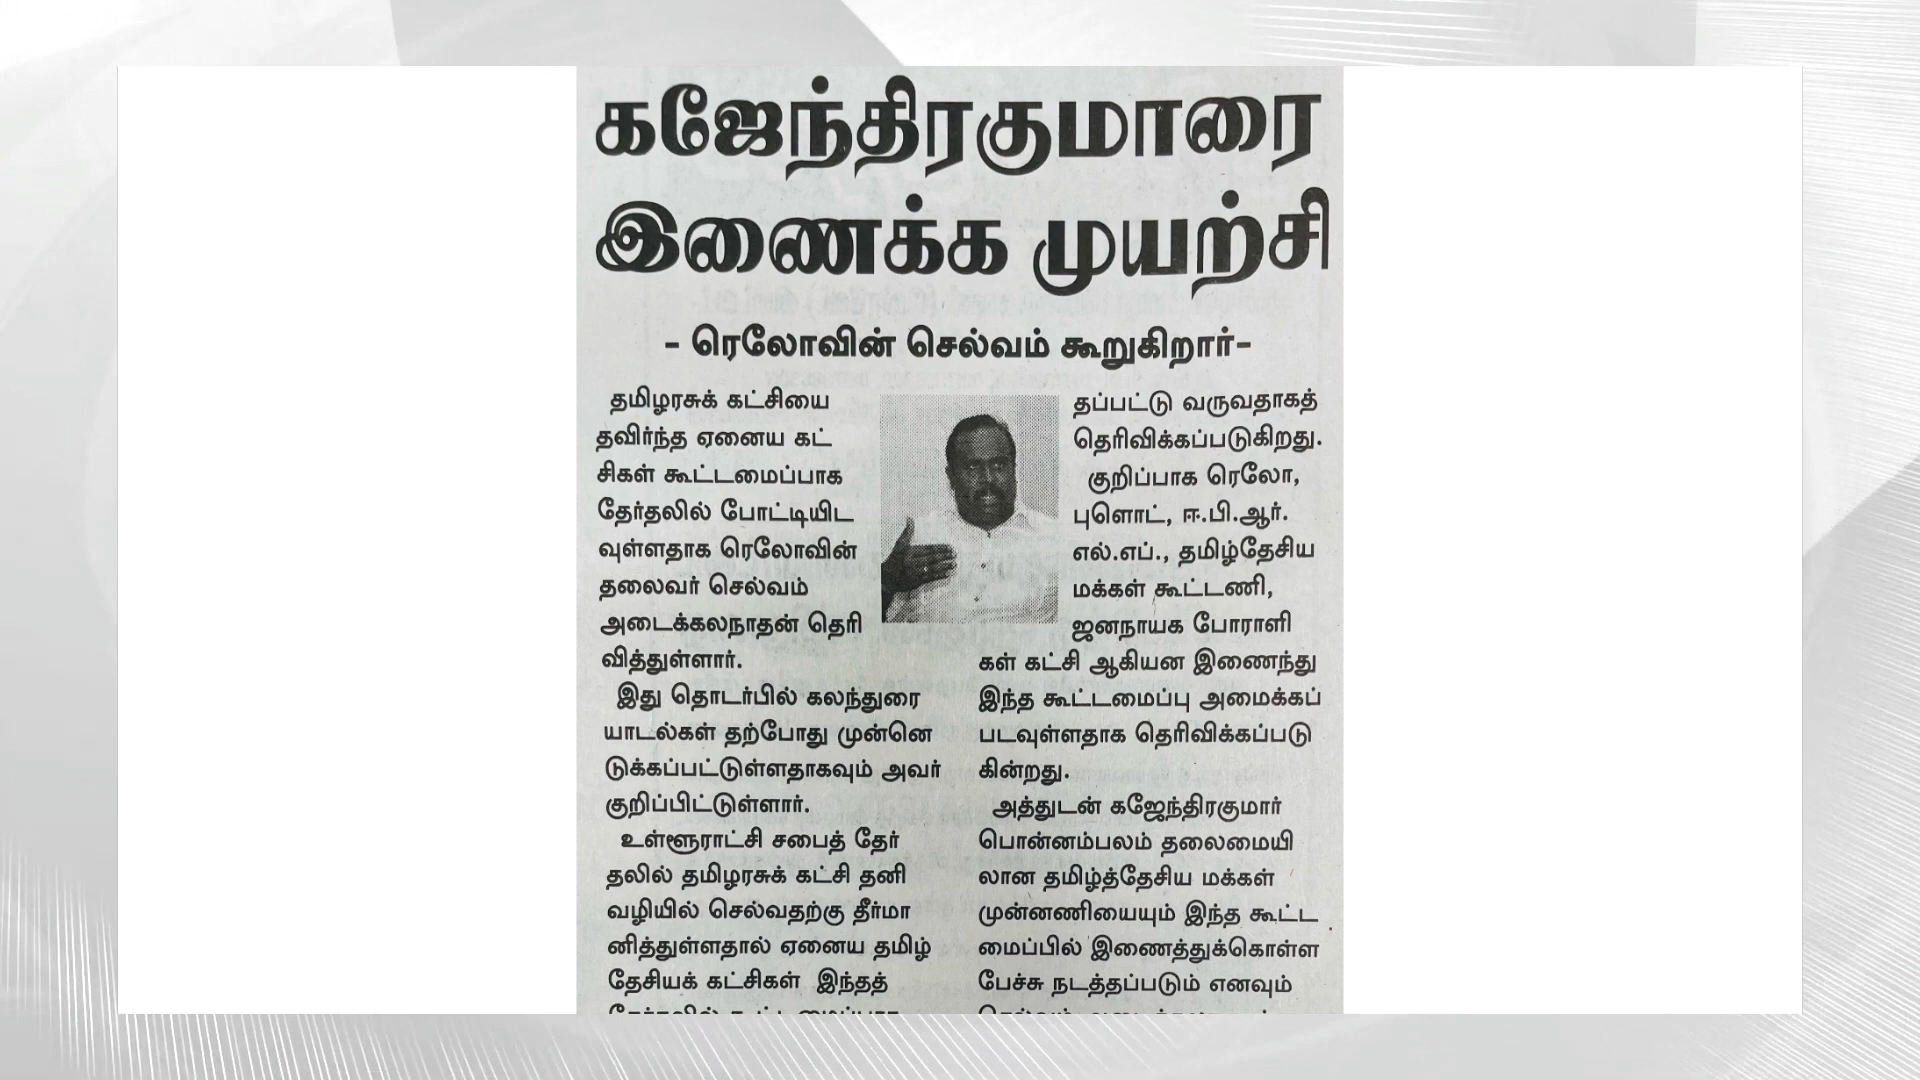 கஜேந்திரகுமாரை
இணைக்க முயற்சி
- ரெலோவின் செல்வம் கூறுகிறார்-
தமிழரசுக் கட்சியை
தவிர்ந்த ஏனைய கட்
சிகள் கூட்டமைப்பாக
தேர்தலில் போட்டியிட
வுள்ளதாக ரெலோவின்
தலைவர் செல்வம்
அடைக்கலநாதன் தெரி
வித்துள்ளார்.
இது தொடர்பில் கலந்துரை
யாடல்கள் தற்போது முன்னெ
டுக்கப்பட்டுள்ளதாகவும் அவர்
குறிப்பிட்டுள்ளார்.
உள்ளூராட்சி சபைத் தேர்
தலில் தமிழரசுக் கட்சி தனி
வழியில் செல்வதற்கு தீர்மா
னித்துள்ளதால் ஏனைய தமிழ்
தேசியக் கட்சிகள் இந்தத்
தப்பட்டு வருவதாகத்
தெரிவிக்கப்படுகிறது.
குறிப்பாக ரெலோ,
புளொட், ஈ.பி.ஆர்.
எல்.எப்., தமிழ்தேசிய
மக்கள் கூட்டணி,
ஜனநாயக போராளி
கள் கட்சி ஆகியன இணைந்து
இந்த கூட்டமைப்பு அமைக்கப்
படவுள்ளதாக தெரிவிக்கப்படு
கின்றது.
அத்துடன் கஜேந்திரகுமார்
பொன்னம்பலம் தலைமையி
லான தமிழ்த்தேசிய மக்கள்
முன்னணியையும் இந்த கூட்ட
மைப்பில் இணைத்துக்கொள்ள
பேச்சு நடத்தப்படும் எனவும்